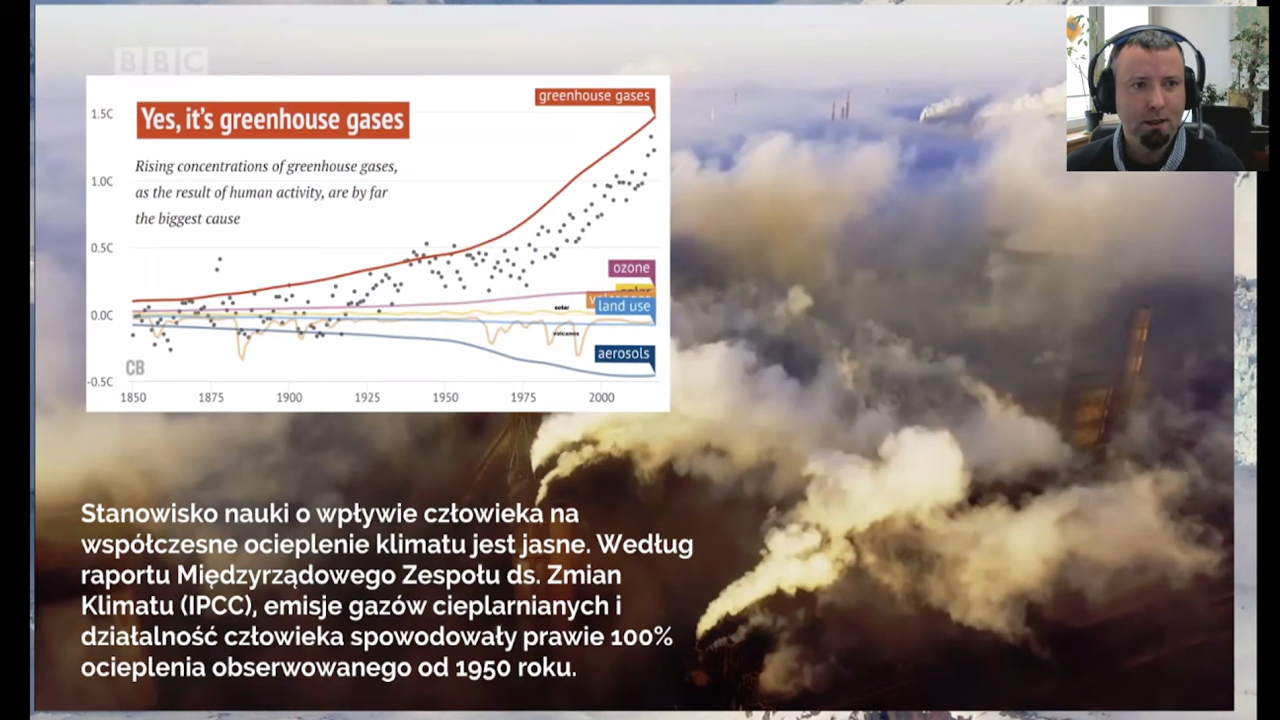 BBC
Yes, it's greenhouse gases
Rising concentrations of greenhouse gases,
as the result of human activity, are by far
the biggest cause
greenhouse gases
1.5C
1.0C
0.5C
0.0C
-0.5C
ozone
solar
volcanoes
land use
solar
volcanos
aerosols
CB
1850 1875 1900 1925 1950 1975 2000
Stanowisko nauki o wpływie człowieka na
współczesne ocieplenie klimatu jest jasne. Według
raportu Międzyrządowego Zespołu ds. Zmian
Klimatu (IPCC), emisje gazów cieplarnianych i
działalność człowieka spowodowały prawie 100%
ocieplenia obserwowanego od 1950 roku.